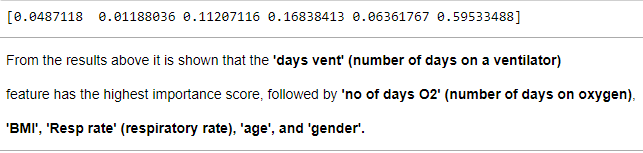 [0.0487118 0.01188036 0.11207116 0.16838413 0.06361767 0.59533488]
From the results above it is shown that the 'days vent' (number of days on a ventilator)
feature has the highest importance score, followed by 'no of days O2' (number of days on oxygen),
'BMI', 'Resp rate' (respiratory rate), 'age', and 'gender'.